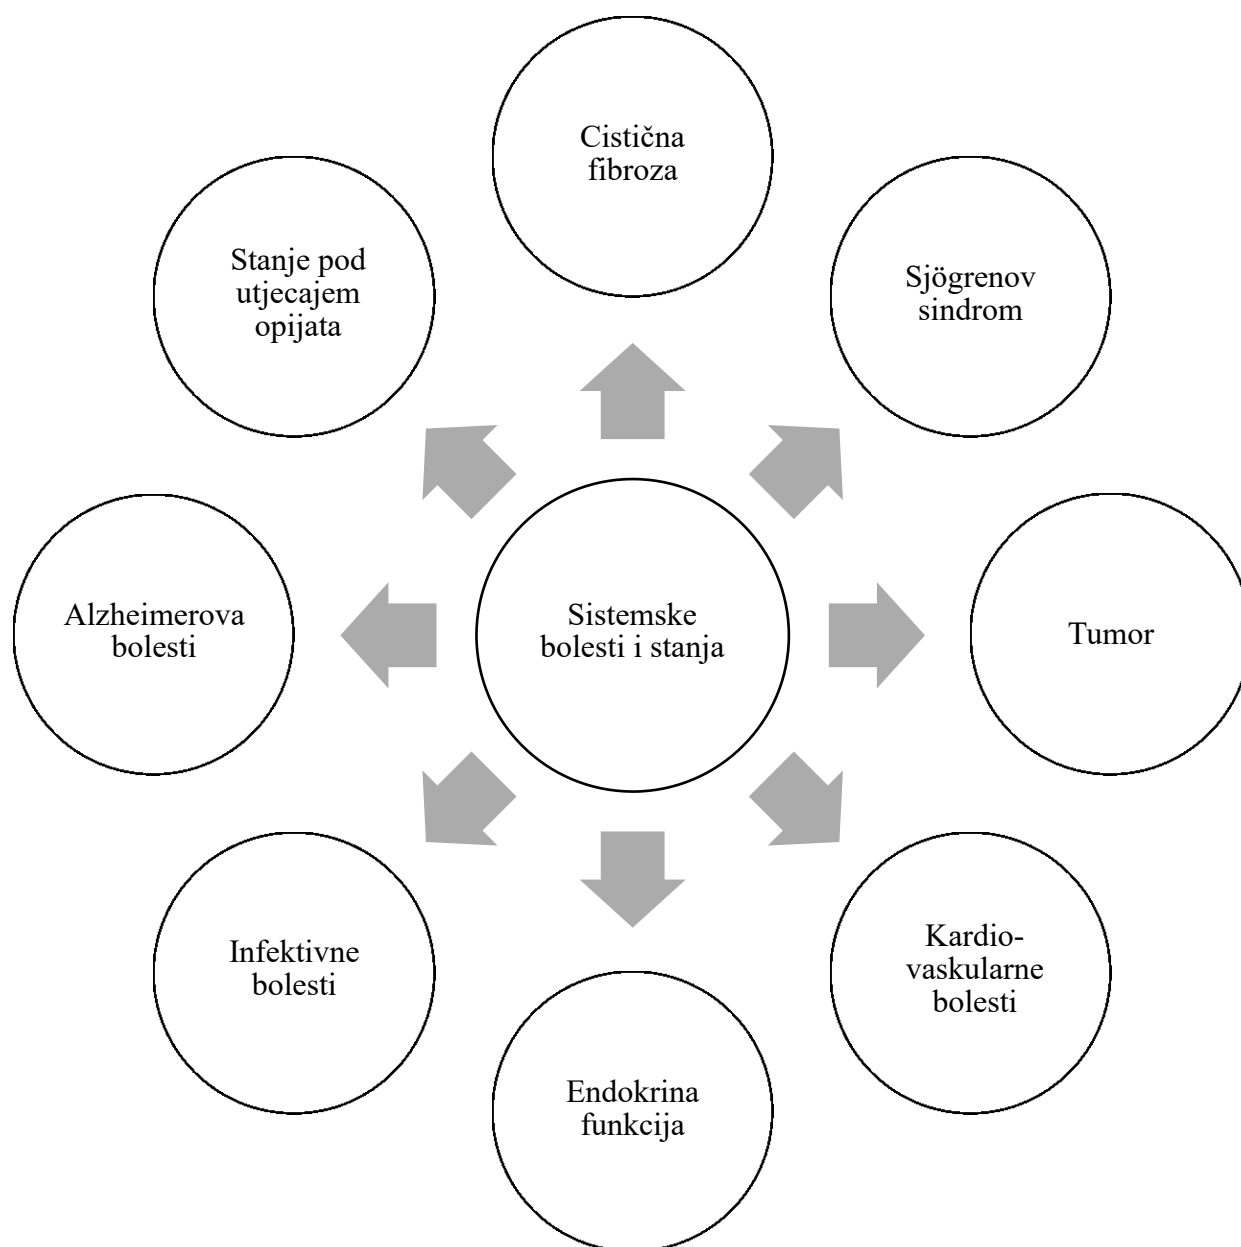 Cistična
fibroza
Stanje pod
utjecajem
opijata
Sjögrenov
sindrom
Alzheimerova
bolesti
Sistemske
bolesti i stanja
Tumor
Infektivne
bolesti
Kardio-
vaskularne
bolesti
Endokrina
funkcija